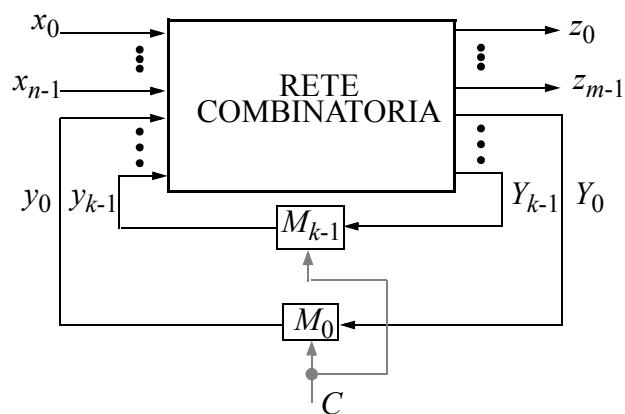 x0 z0
RETE
xn-1 COMBINATORIA zm-1
y0 yk-1 Yk-1 Y0
Mk-1
M0
C